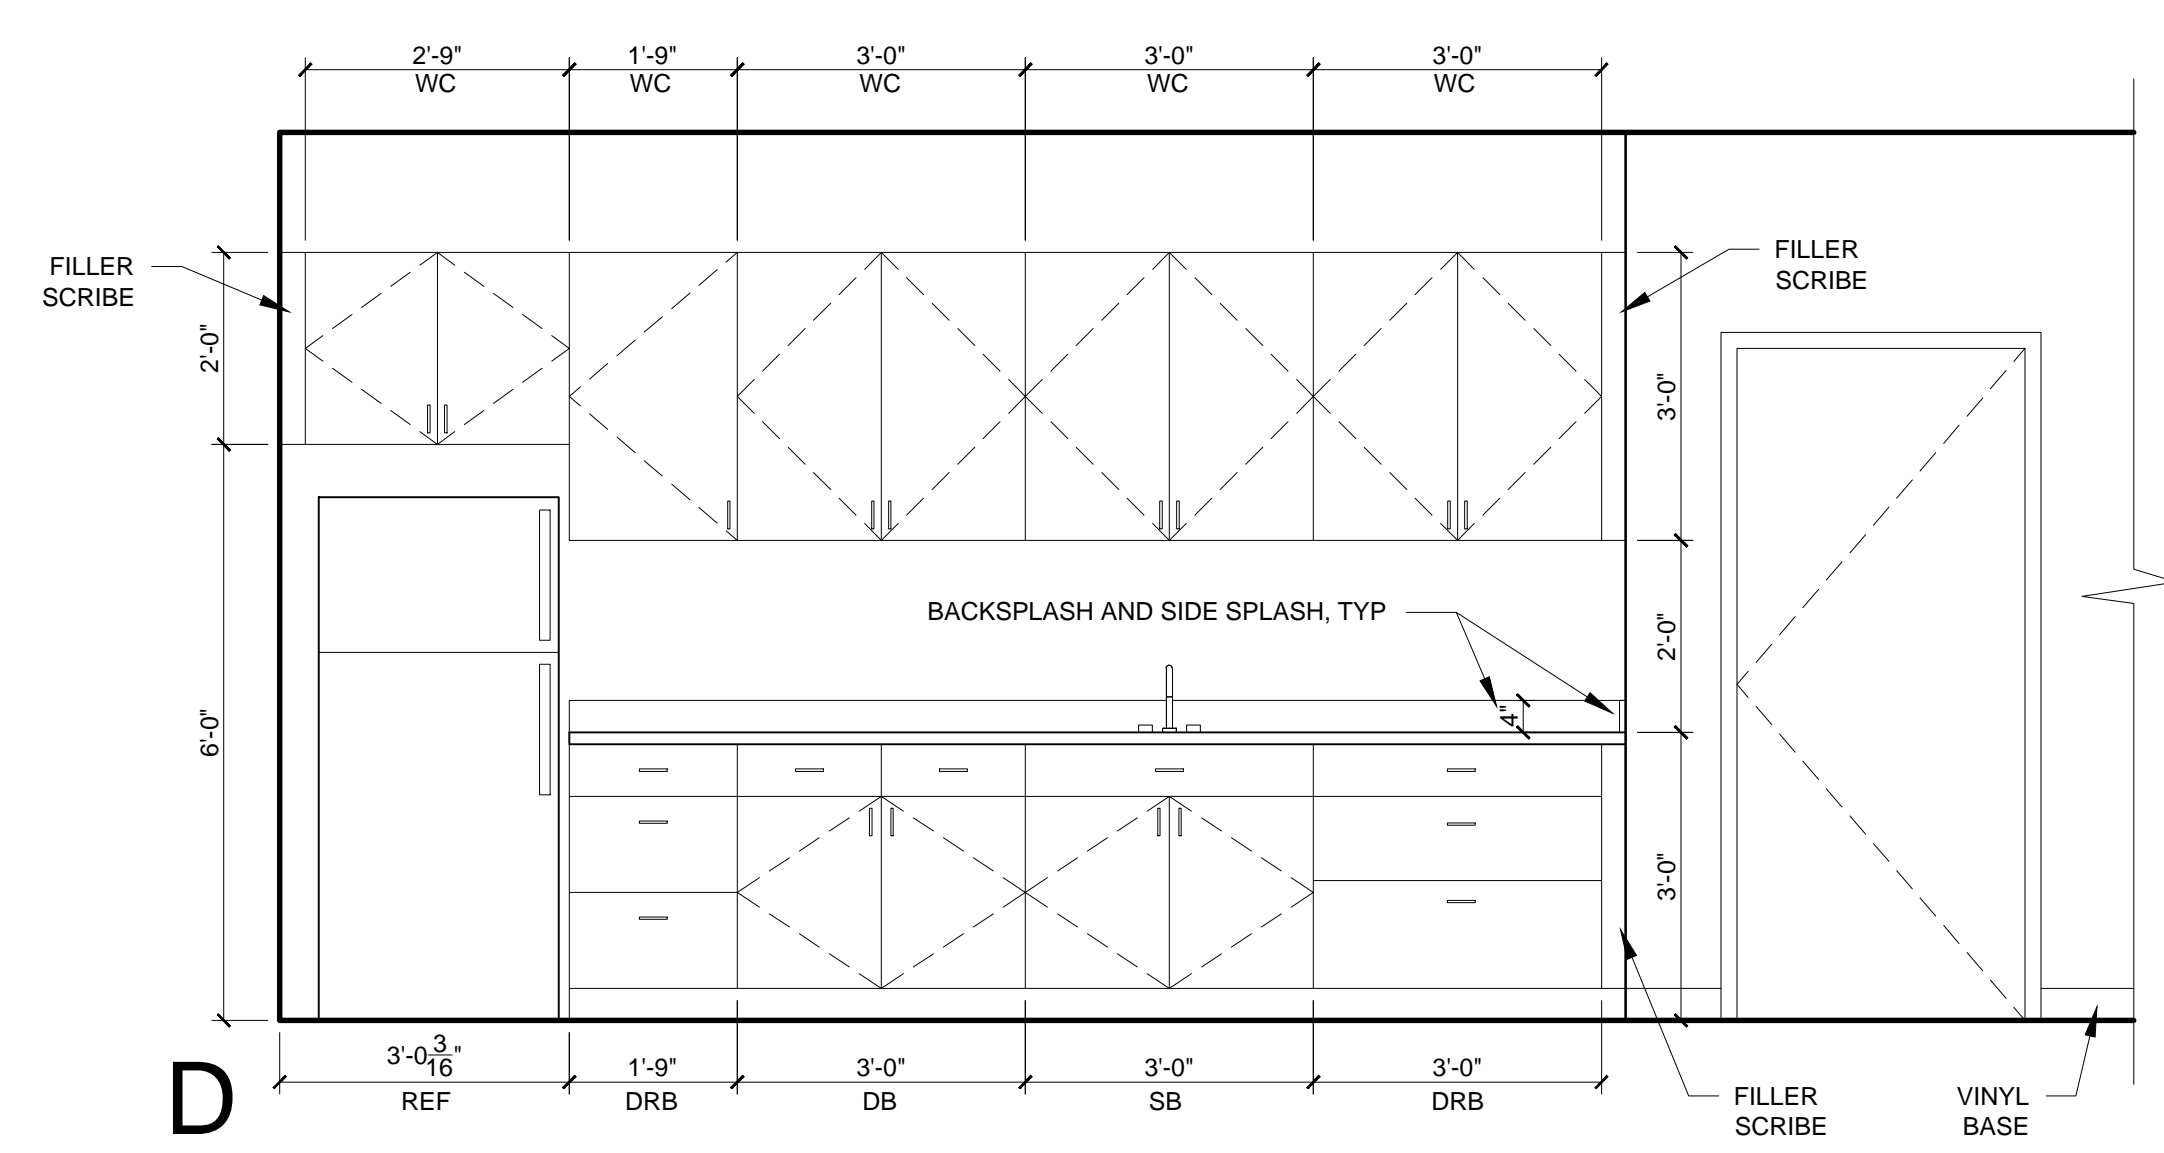 2'-9"
WC
1'-9"
WC
3'-0"
WC
3'-0"
WC
3'-0"
WC
FILLER
SCRIBE
FILLER
SCRIBE
2'-0"
3'-0"
BACKSPLASH AND SIDE SPLASH, TYP
2'-0"
4"
6'-0"
3'-0"
3'-0 3/16"
REF
1'-9"
DRB
3'-0"
DB
3'-0"
SB
3'-0"
DRB
FILLER
SCRIBE
VINYL
BASE
D